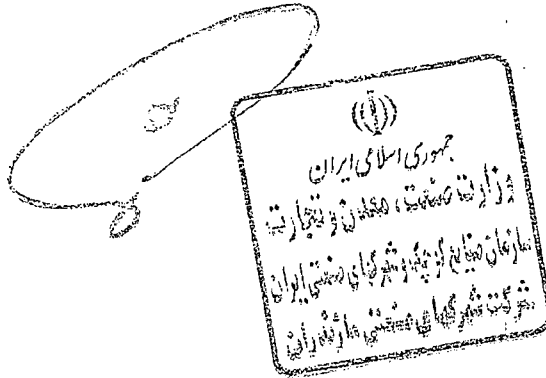 جمهوری اسلامی ایران
وزارت صنعت، معدن و تجارت
سازمان صنایع کوچک و شهرکهای صنعتی ایران
شرکت شهرکهای صنعتی مازندران